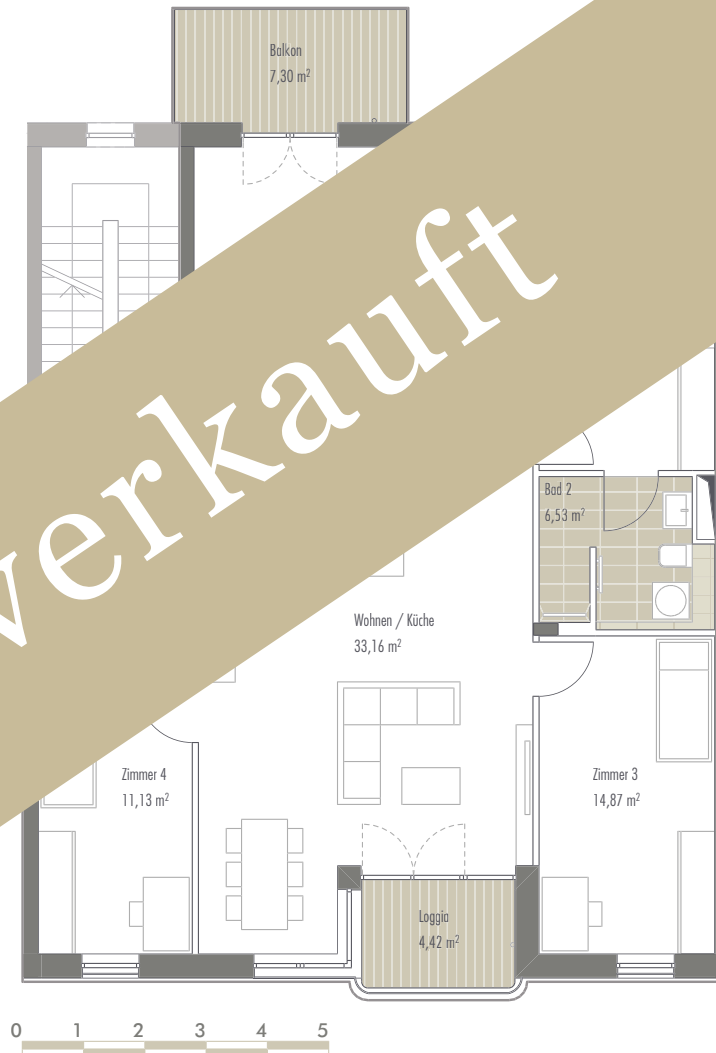 Balkon
7,30 m²
verkauft
Bad 2
6,53 m²
Wohnen / Küche
33,16 m²
Zimmer 4
11,13 m²
Zimmer 3
14,87 m²
Loggia
4,42 m²
0 1 2 3 4 5